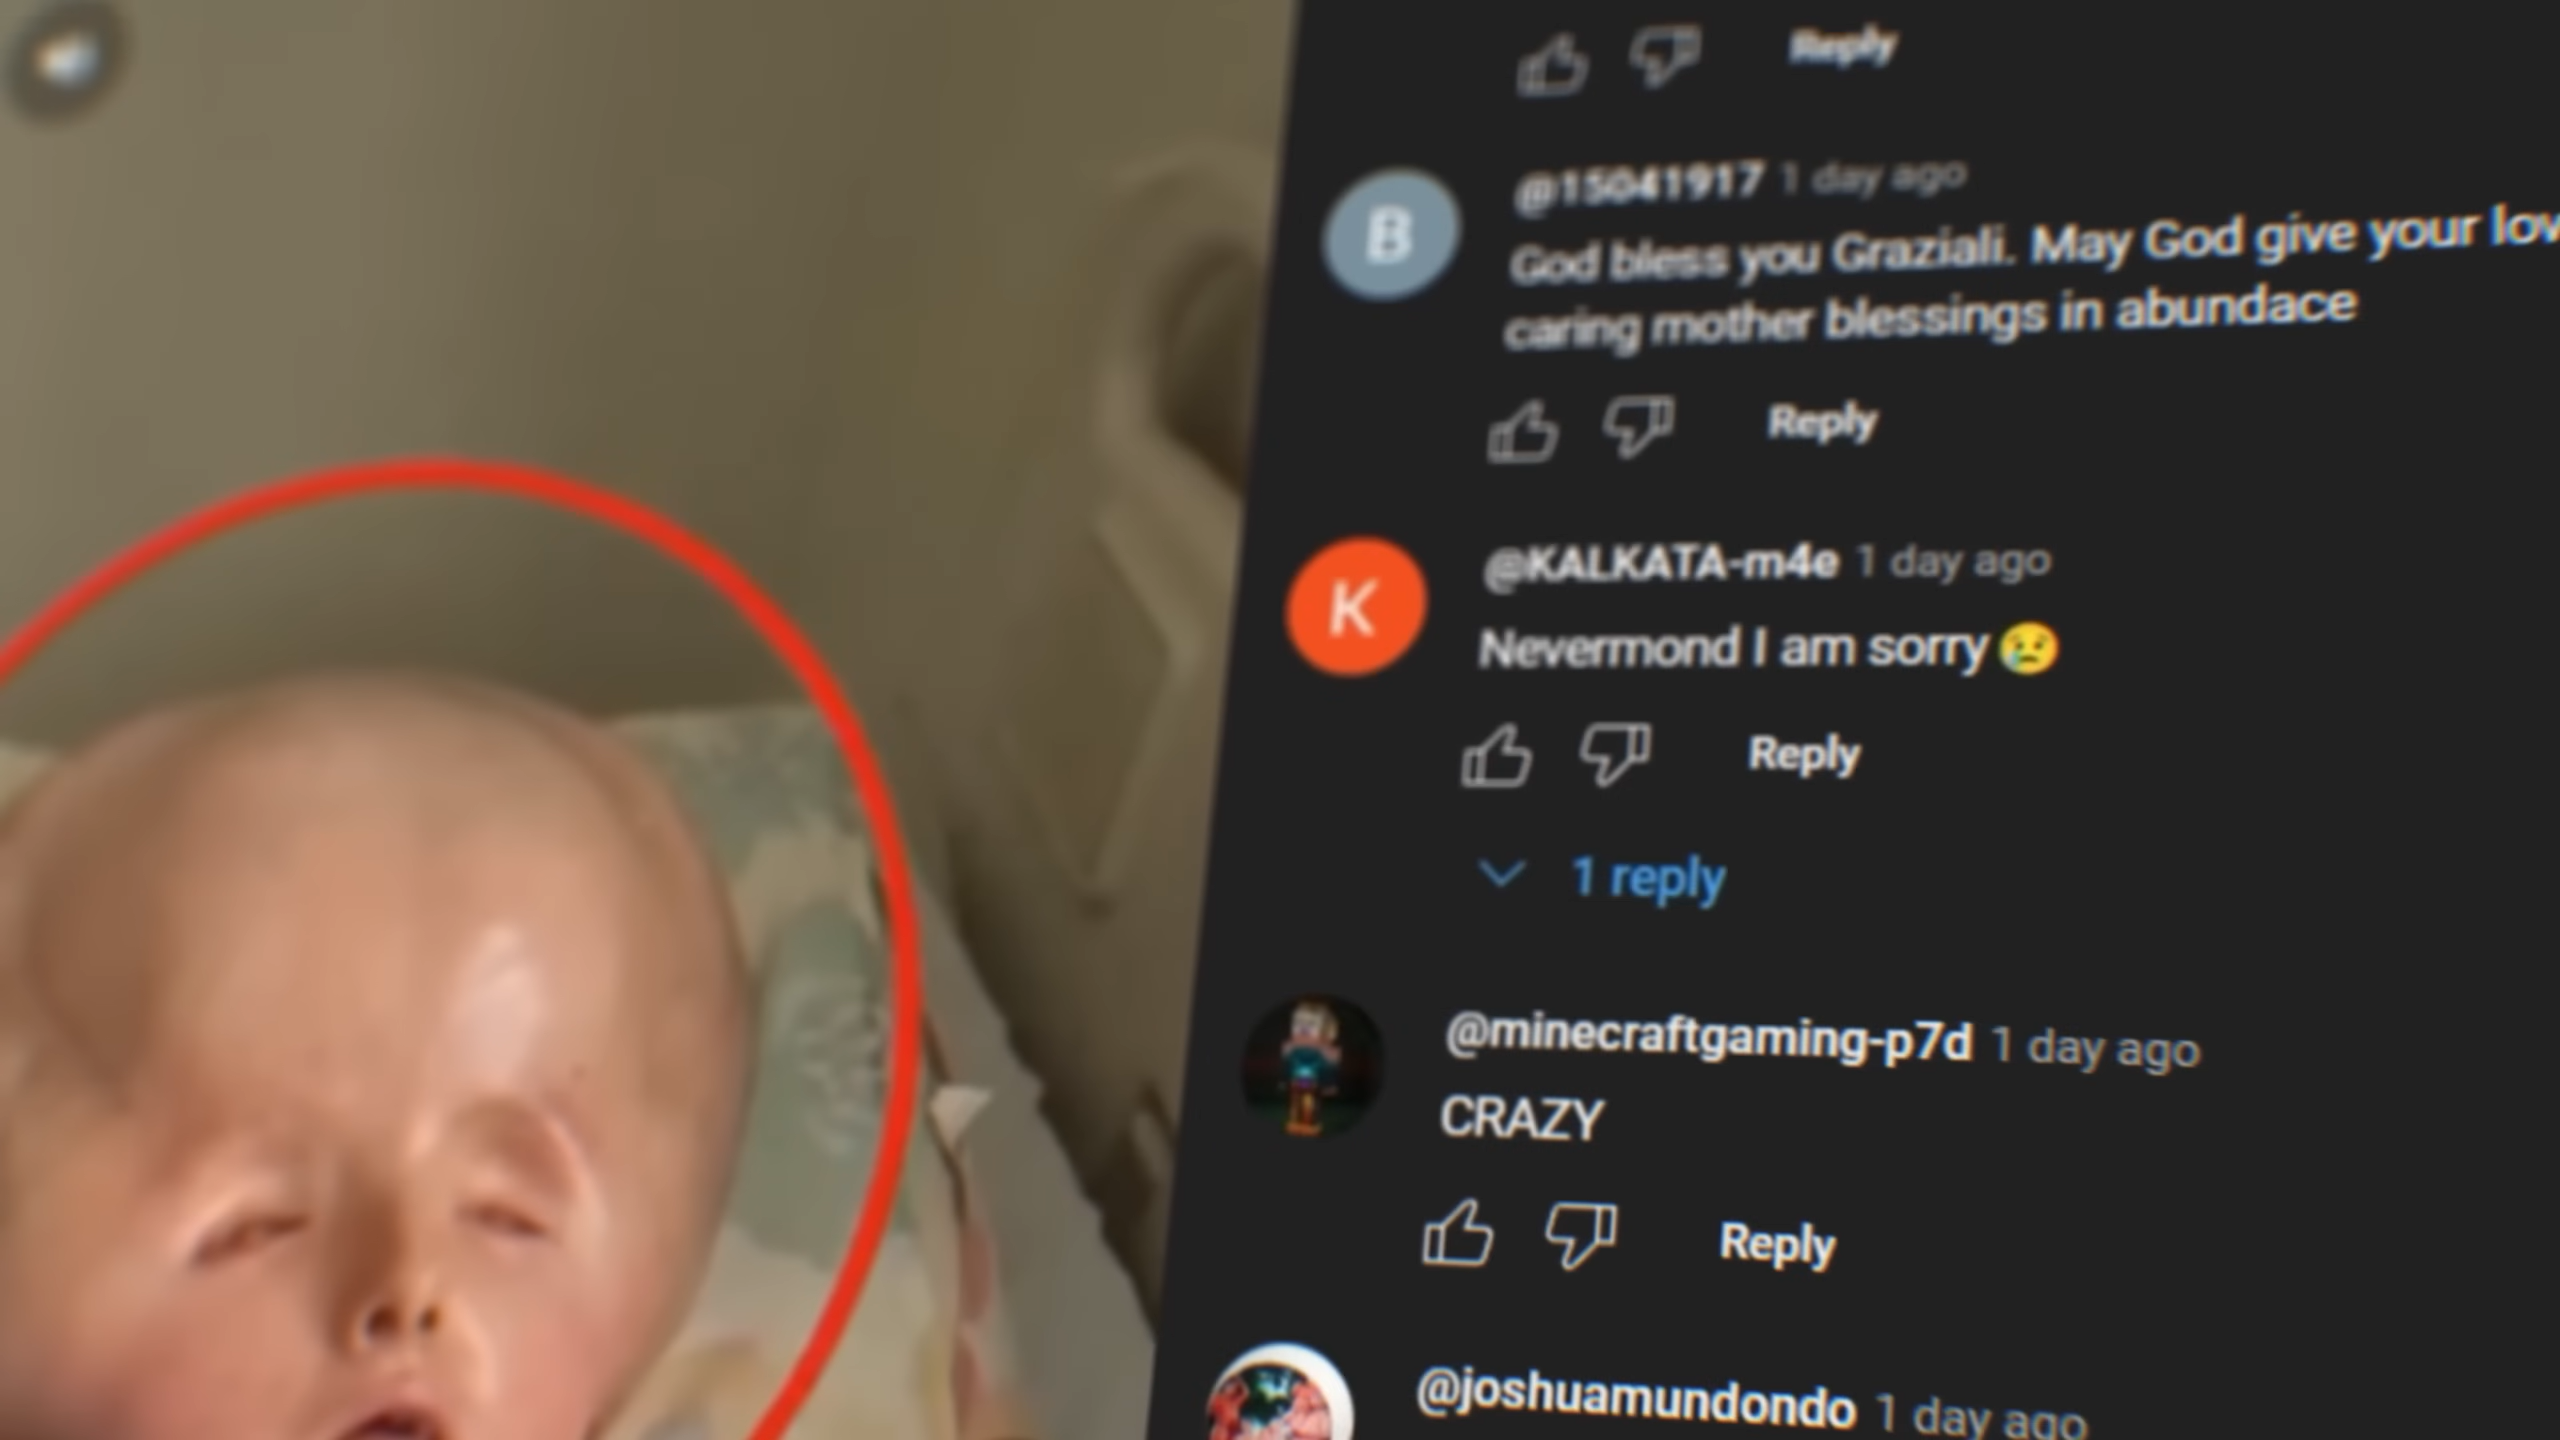 Reply
@15041917 1 day ago
God bless you Graziali. May God give your
caring mother blessings in abundace
Reply
@KALKATA-m4e 1 day ago
Nevermond I am sorry😢
Reply
1 reply
@minecraftgaming-p7d 1 day ago
CRAZY
Reply
@joshuamundondo 1 day ago
B
K